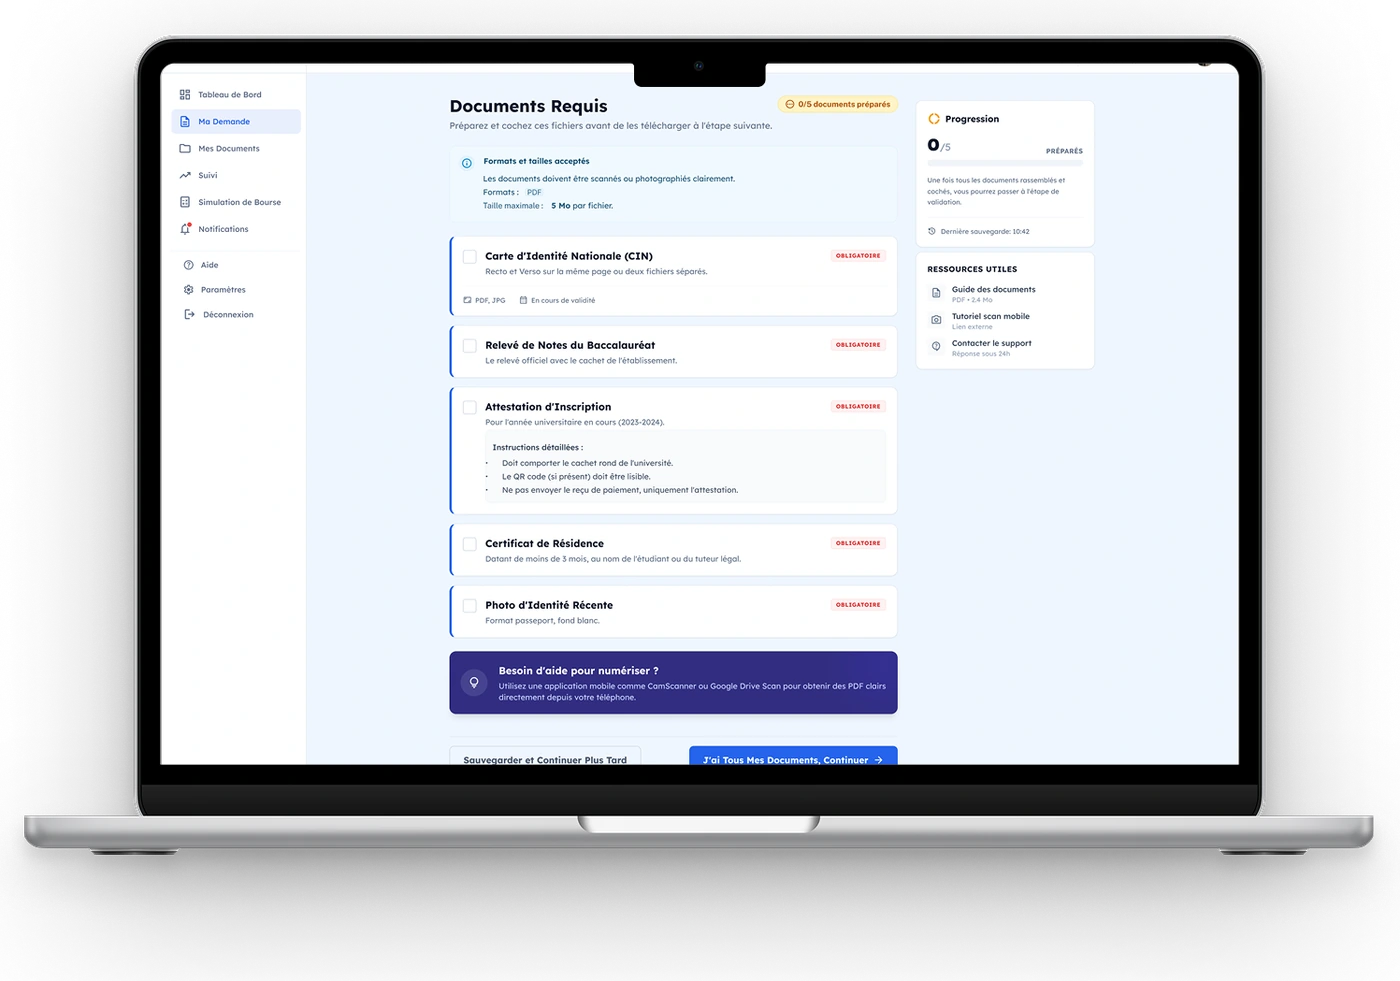 Tableau de Bord
Ma Demande
Mes Documents
Suivi
Simulation de Bourse
Notifications
Aide
Paramètres
Déconnexion
Documents Requis
0/5 documents préparés
Préparez et cochez ces fichiers avant de les télécharger à l'étape suivante.
Formats et tailles acceptés
Les documents doivent être scannés ou photographiés clairement.
Formats : PDF
Taille maximale : 5 Mo par fichier.
Carte d'Identité Nationale (CIN)
OBLIGATOIRE
Recto et Verso sur la même page ou deux fichiers séparés.
PDF, JPG
En cours de validité
Relevé de Notes du Baccalauréat
OBLIGATOIRE
Le relevé officiel avec le cachet de l'établissement.
Attestation d'Inscription
OBLIGATOIRE
Pour l'année universitaire en cours (2023-2024).
Instructions détaillées :
• Doit comporter le cachet rond de l'université.
• Le QR code (si présent) doit être lisible.
• Ne pas envoyer le reçu de paiement, uniquement l'attestation.
Certificat de Résidence
OBLIGATOIRE
Datant de moins de 3 mois, au nom de l'étudiant ou du tuteur légal.
Photo d'Identité Récente
OBLIGATOIRE
Format passeport, fond blanc.
Besoin d'aide pour numériser ?
Utilisez une application mobile comme CamScanner ou Google Drive Scan pour obtenir des PDF clairs
directement depuis votre téléphone.
Sauvegarder et Continuer Plus Tard
J'ai Tous Mes Documents, Continuer →
Progression
0/5
PRÉPARÉS
Une fois tous les documents rassemblés et
cochés, vous pourrez passer à l'étape de
validation.
Dernière sauvegarde: 10:42
RESSOURCES UTILES
Guide des documents
PDF • 2.4 Mo
Tutoriel scan mobile
Lien externe
Contacter le support
Réponse sous 24h